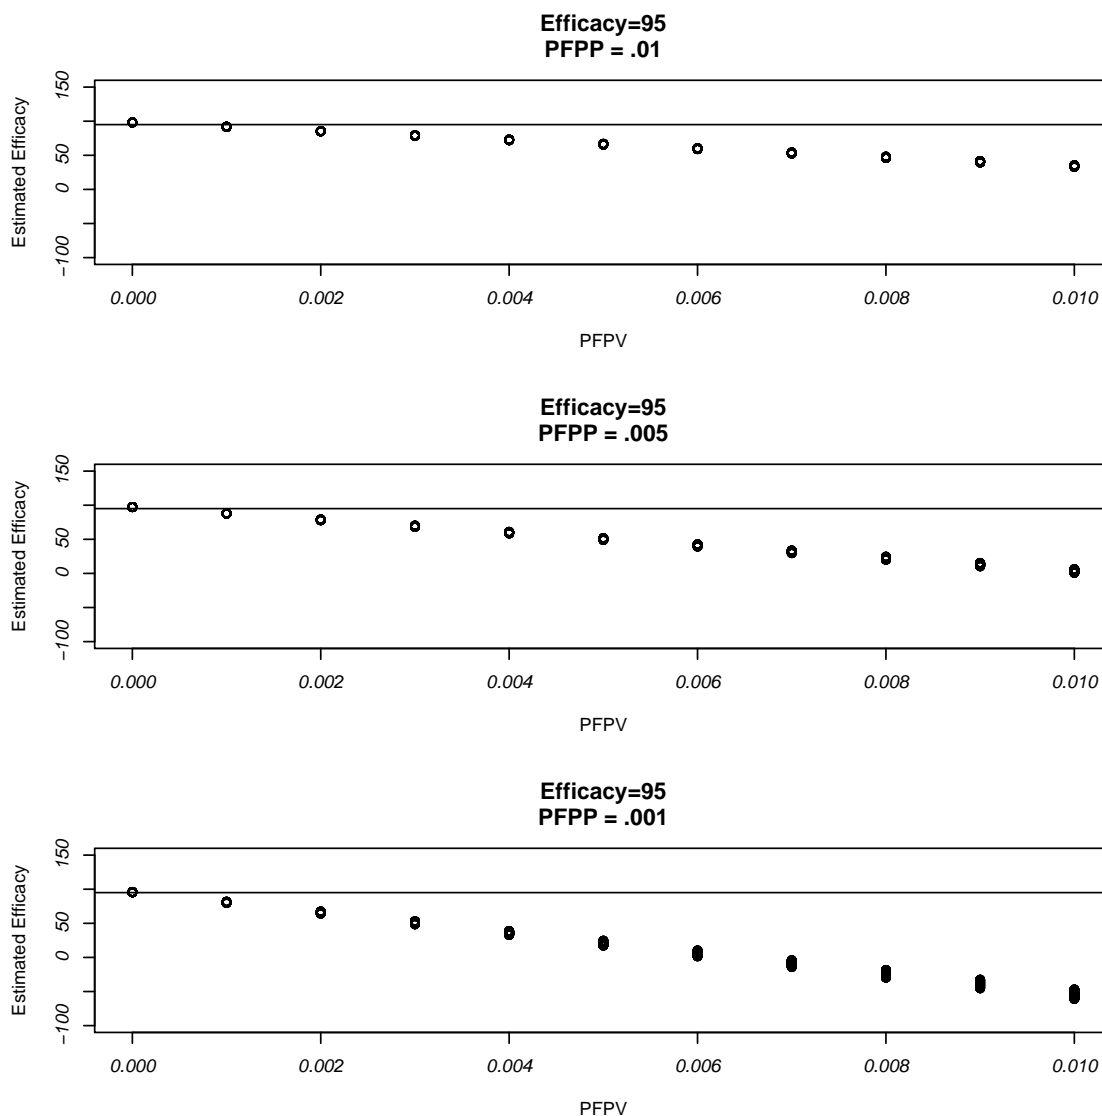 Efficacy=95
PFPP = .01
Estimated Efficacy
150
50
0
−100
0.000 0.002 0.004 0.006 0.008 0.010
PFPV
Efficacy=95
PFPP = .005
Estimated Efficacy
150
50
0
−100
0.000 0.002 0.004 0.006 0.008 0.010
PFPV
Efficacy=95
PFPP = .001
Estimated Efficacy
150
50
0
−100
0.000 0.002 0.004 0.006 0.008 0.010
PFPV